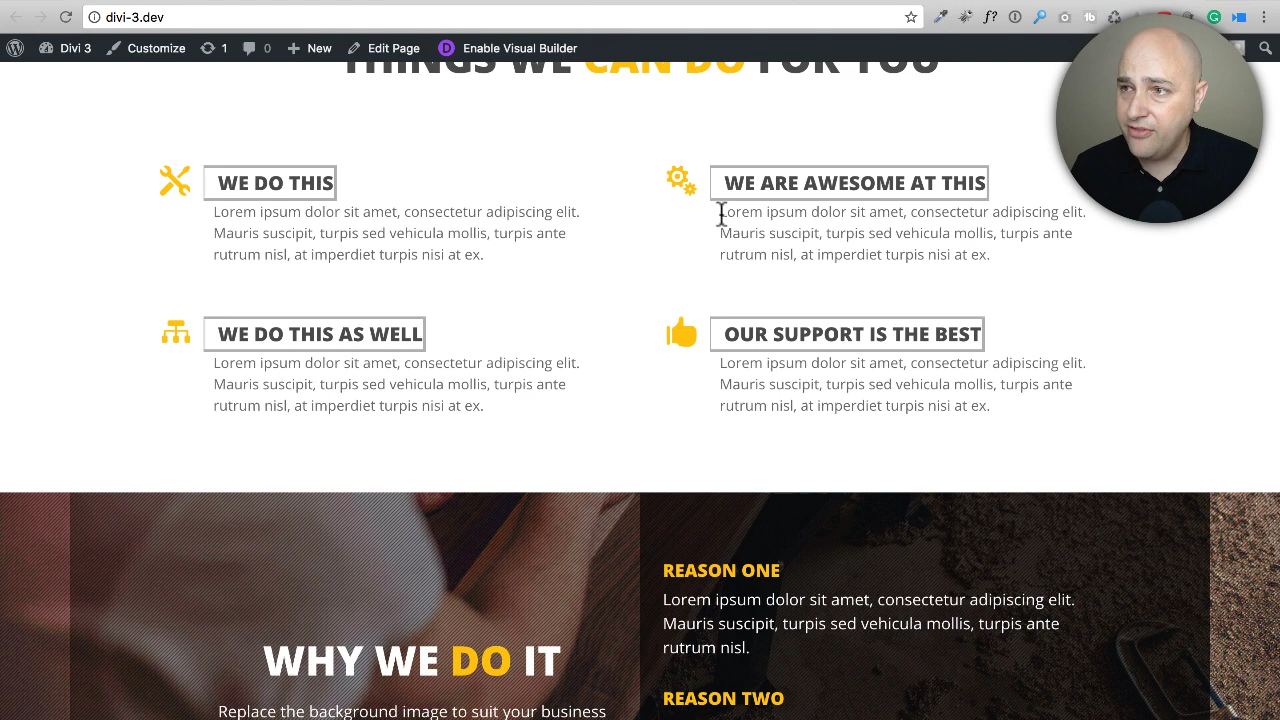 divi-3.dev
f?
1b
Divi 3
Customize
1
0
New
Edit Page
D
Enable Visual Builder
THINGS WE CAN DO FOR YOU
WE DO THIS
Lorem ipsum dolor sit amet, consectetur adipiscing elit.
Mauris suscipit, turpis sed vehicula mollis, turpis ante
rutrum nisl, at imperdiet turpis nisi at ex.
WE ARE AWESOME AT THIS
Lorem ipsum dolor sit amet, consectetur adipiscing elit.
Mauris suscipit, turpis sed vehicula mollis, turpis ante
rutrum nisl, at imperdiet turpis nisi at ex.
WE DO THIS AS WELL
Lorem ipsum dolor sit amet, consectetur adipiscing elit.
Mauris suscipit, turpis sed vehicula mollis, turpis ante
rutrum nisl, at imperdiet turpis nisi at ex.
OUR SUPPORT IS THE BEST
Lorem ipsum dolor sit amet, consectetur adipiscing elit.
Mauris suscipit, turpis sed vehicula mollis, turpis ante
rutrum nisl, at imperdiet turpis nisi at ex.
WHY WE DO IT
Replace the background image to suit your business
REASON ONE
Lorem ipsum dolor sit amet, consectetur adipiscing elit.
Mauris suscipit, turpis sed vehicula mollis, turpis ante
rutrum nisl.
REASON TWO